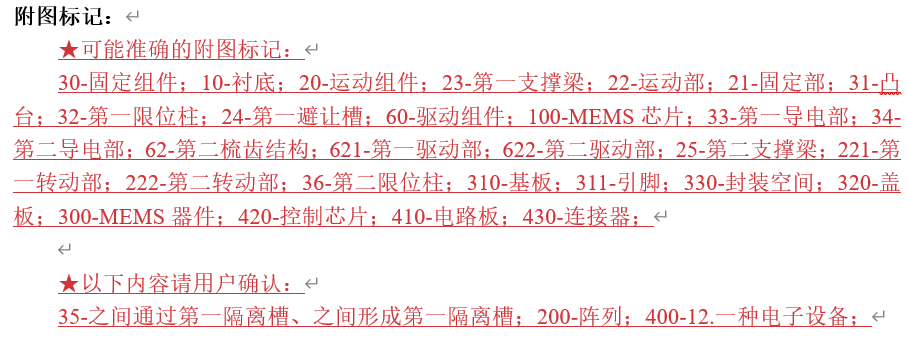 附图标记：
★可能准确的附图标记：
30-固定组件；10-衬底；20-运动组件；23-第一支撑梁；22-运动部；21-固定部；31-凸
台；32-第一限位柱；24-第一避让槽；60-驱动组件；100-MEMS 芯片；33-第一导电部；34-
第二导电部；62-第二梳齿结构；621-第一驱动部；622-第二驱动部；25-第二支撑梁；221-第
一转动部；222-第二转动部；36-第二限位柱；310-基板；311-引脚；330-封装空间；320-盖
板；300-MEMS 器件；420-控制芯片；410-电路板；430-连接器；
★以下内容请用户确认：
35-之间通过第一隔离槽、之间形成第一隔离槽；200-阵列；400-12.一种电子设备；